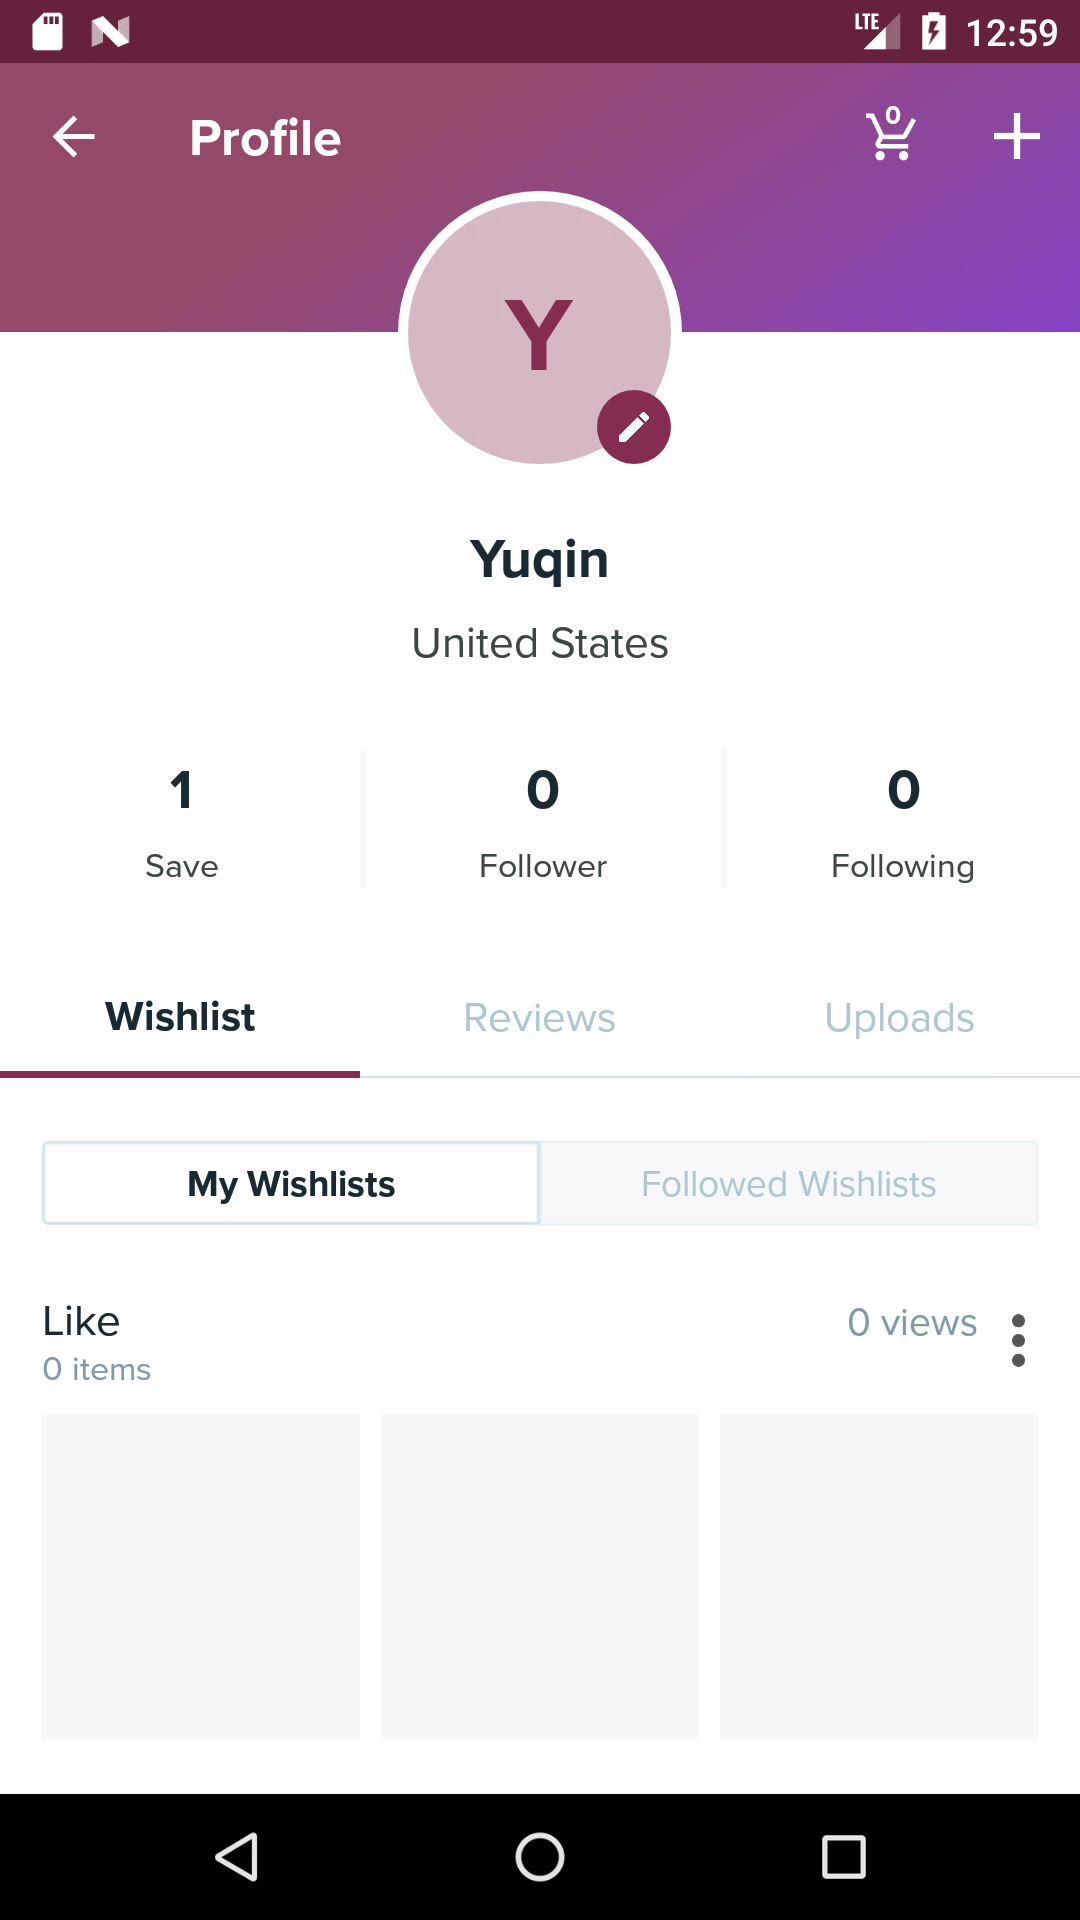 LTE 12:59
Profile
0
Y
Yuqin
United States
1 0 0
Save Follower Following
Wishlist Reviews Uploads
My Wishlists Followed Wishlists
Like 0 views
0 items